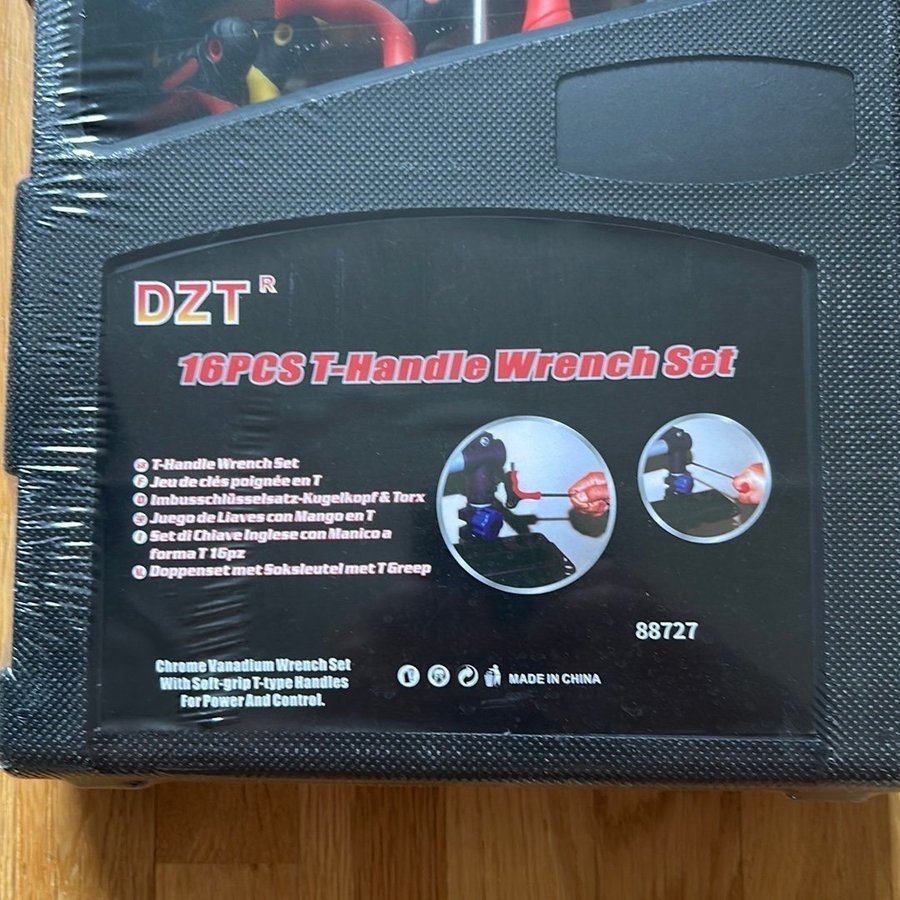 DZT R
16PCS T-Handle Wrench Set
T-Handle Wrench Set
Jeu de clés poignée en T
Imbusschlüsselsatz-Kugelkopf & Torx
Juego de Liaves con Mango en T
Set di Chiave Inglese con Manico a
forma T 16pz
Doppenset met Soksleutel met T Greep
88727
Chrome Vanadium Wrench Set
With Soft-grip T-type Handles
For Power And Control.
MADE IN CHINA